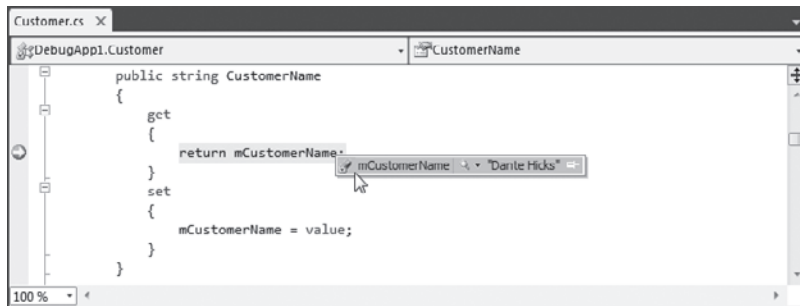 Customer.cs X
DebugApp1.Customer CustomerName
public string CustomerName
{
get
{
return mCustomerName;
mCustomerName "Dante Hicks"
}
set
{
mCustomerName = value;
}
}
100 %